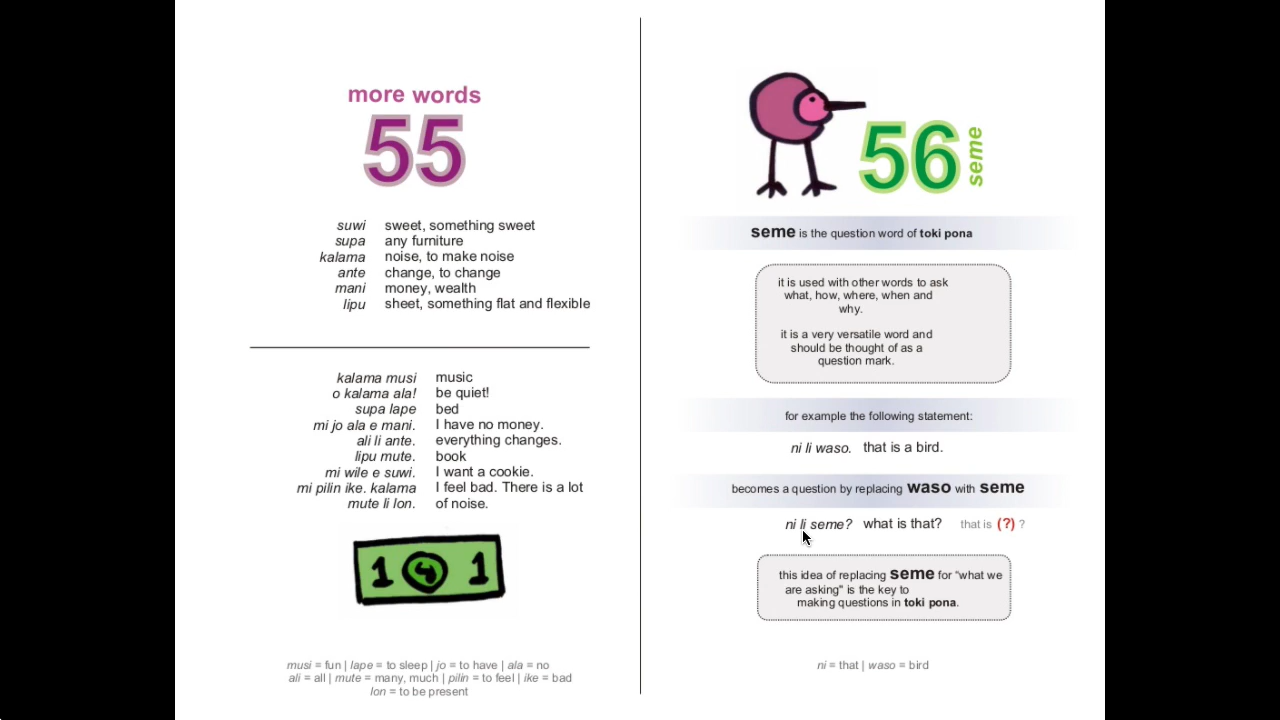 more words
55
suwi sweet, something sweet
supa any furniture
kalama noise, to make noise
ante change, to change
mani money, wealth
lipu sheet, something flat and flexible
kalama musi music
o kalama ala! be quiet!
supa lape bed
mi jo ala e mani. I have no money.
ali li ante. everything changes.
lipu mute. book
mi wile e suwi. I want a cookie.
mi pilin ike. kalama I feel bad. There is a lot
mute li lon. of noise.
1 4 1
musi = fun | lape = to sleep | jo = to have | ala = no
ali = all | mute = many, much | pilin = to feel | ike = bad
lon = to be present
56
seme
seme is the question word of toki pona
it is used with other words to ask
what, how, where, when and
why.
it is a very versatile word and
should be thought of as a
question mark.
for example the following statement:
ni li waso. that is a bird.
becomes a question by replacing waso with seme
ni li seme? what is that? that is (?) ?
this idea of replacing seme for "what we
are asking" is the key to
making questions in toki pona.
ni = that | waso = bird